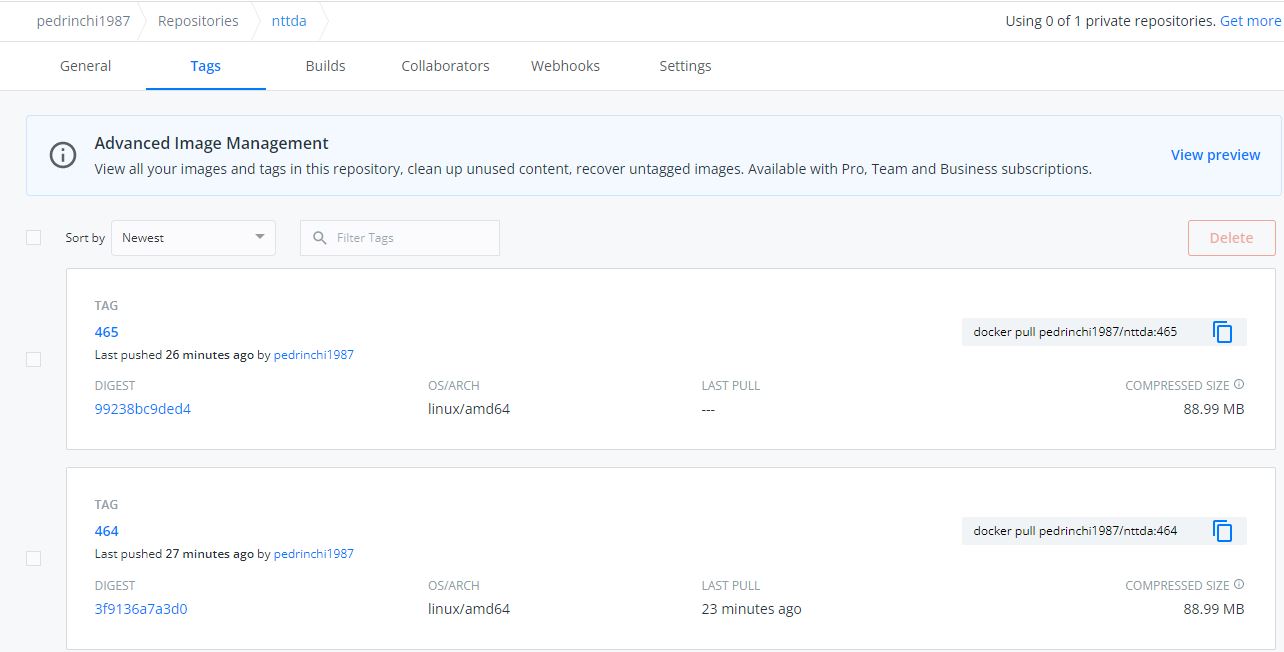 pedrinchi1987 Repositories nttda Using 0 of 1 private repositories. Get more
General Tags Builds Collaborators Webhooks Settings
Advanced Image Management
View all your images and tags in this repository, clean up unused content, recover untagged images. Available with Pro, Team and Business subscriptions.
View preview
Sort by Newest Filter Tags Delete
TAG
465
docker pull pedrinchi1987/nttda:465
Last pushed 26 minutes ago by pedrinchi1987
DIGEST OS/ARCH LAST PULL COMPRESSED SIZE
99238bc9ded4 linux/amd64 --- 88.99 MB
TAG
464
docker pull pedrinchi1987/nttda:464
Last pushed 27 minutes ago by pedrinchi1987
DIGEST OS/ARCH LAST PULL COMPRESSED SIZE
3f9136a7a3d0 linux/amd64 23 minutes ago 88.99 MB